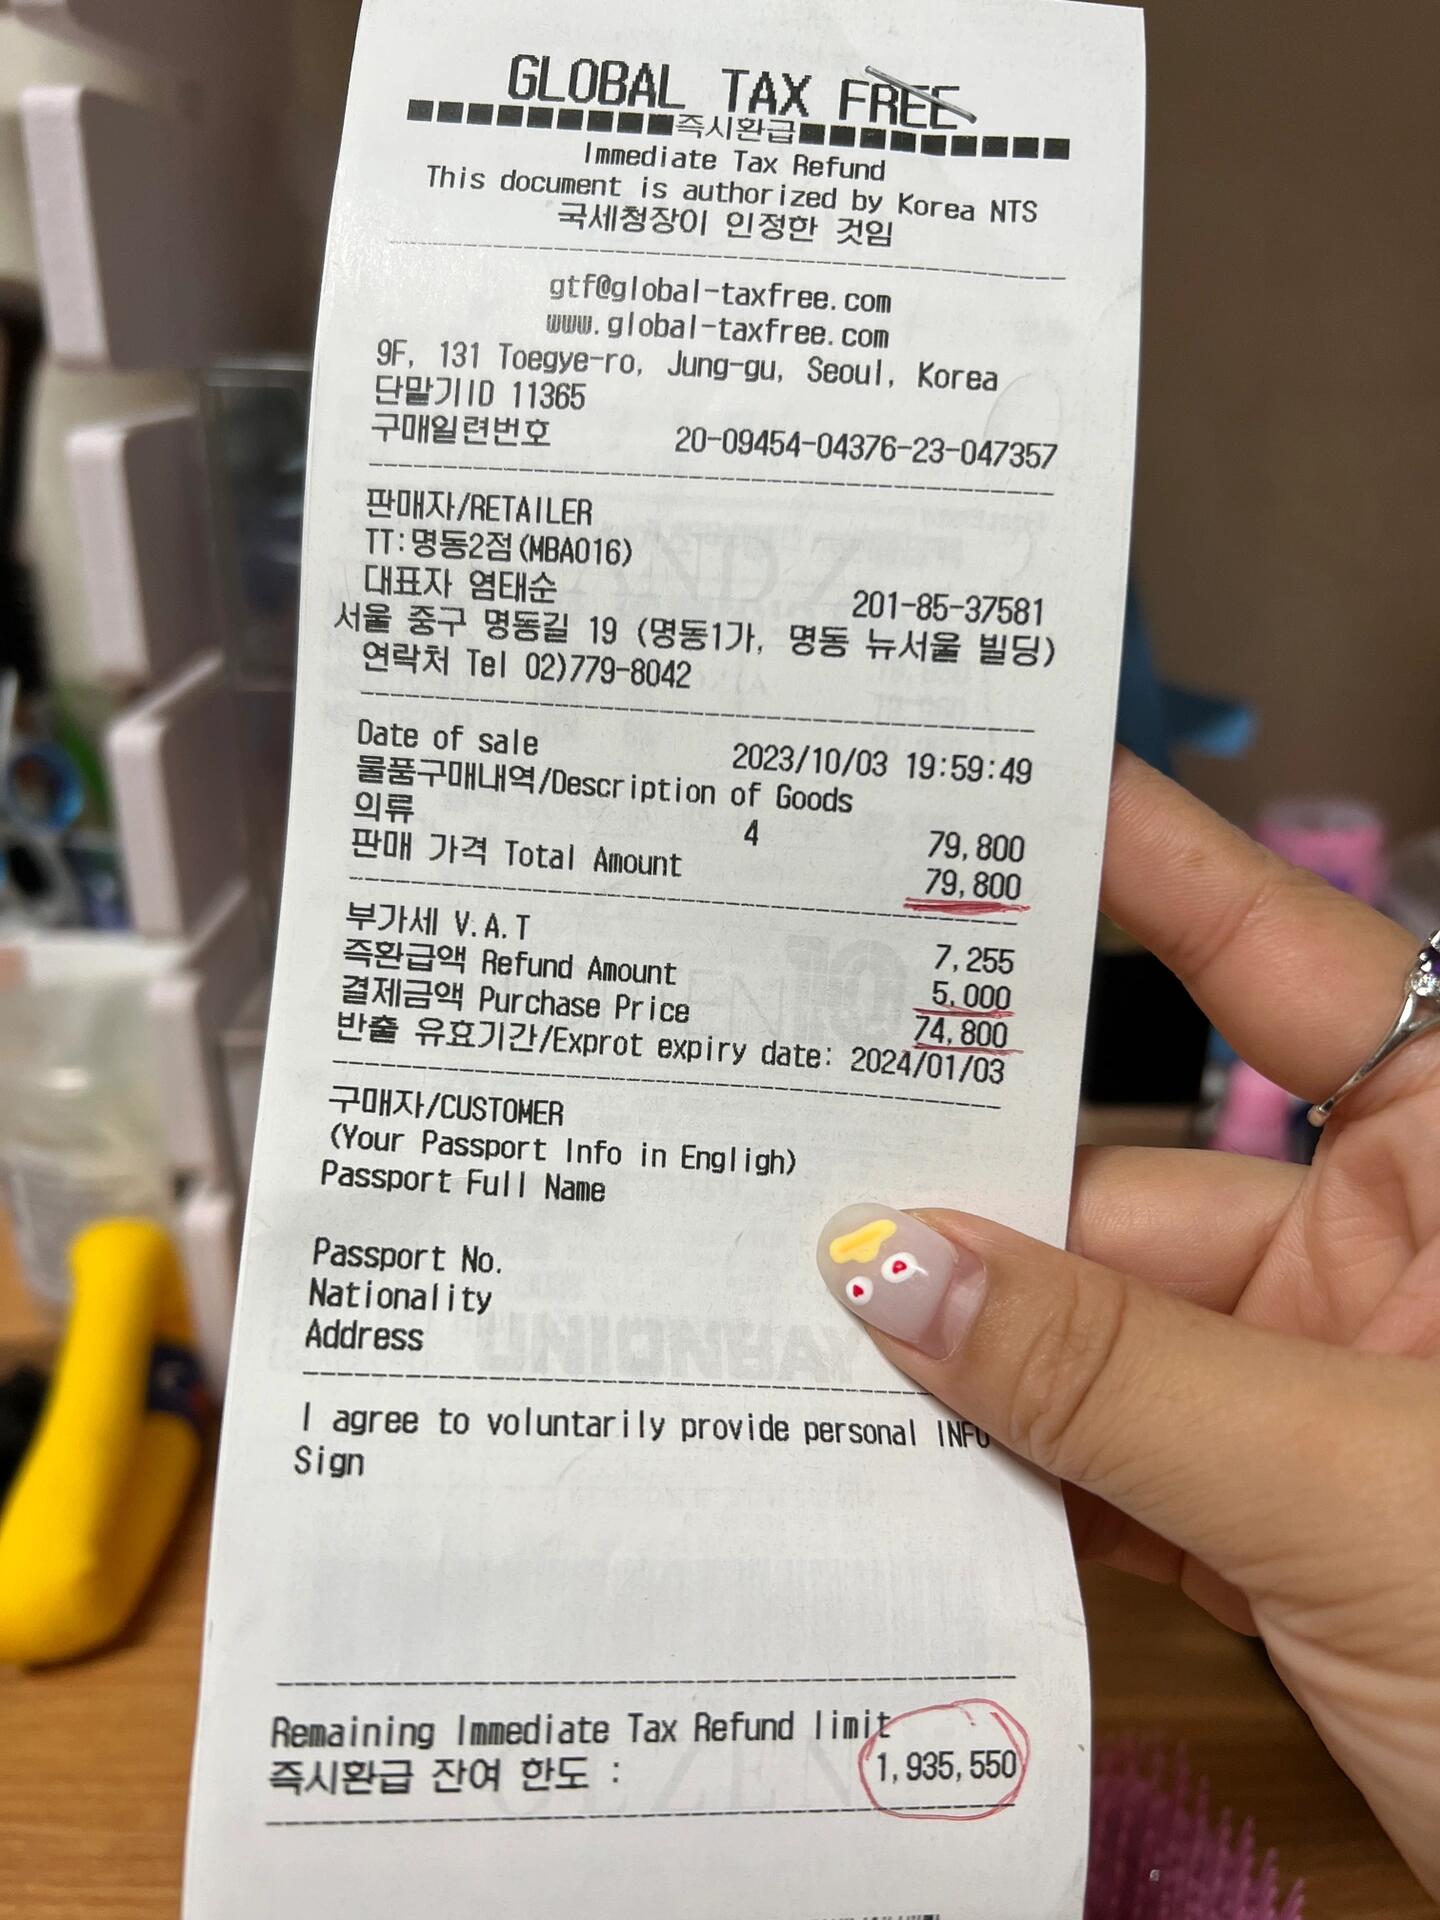 GLOBAL TAX FREE
즉시환급
Immediate Tax Refund
This document is authorized by Korea NTS
국세청장이 인정한 것임
gtf@global-taxfree.com
www.global-taxfree.com
9F, 131 Toegye-ro, Jung-gu, Seoul, Korea
단말기ID 11365
구매일련번호 20-09454-04376-23-047357
판매자/RETAILER
TT:명동2점(MBA016)
대표자 염태순 201-85-37581
서울 중구 명동길 19 (명동1가, 명동 뉴서울 빌딩)
연락처 Tel 02)779-8042
Date of sale 2023/10/03 19:59:49
물품구매내역/Description of Goods
의류 4 79,800
판매 가격 Total Amount 79,800
부가세 V.A.T 7,255
즉환급액 Refund Amount 5,000
결제금액 Purchase Price 74,800
반출 유효기간/Exprot expiry date: 2024/01/03
구매자/CUSTOMER
(Your Passport Info in Engligh)
Passport Full Name
Passport No.
Nationality
Address
I agree to voluntarily provide personal INFO
Sign
Remaining Immediate Tax Refund limit
즉시환급 잔여 한도 : 1,935,550